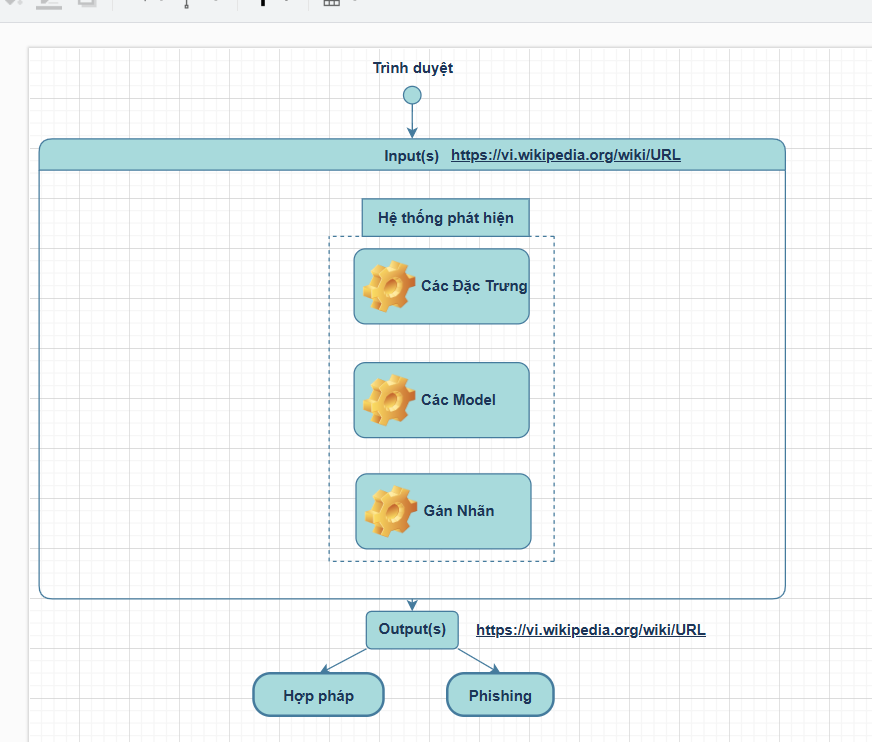 Trình duyệt
Input(s) https://vi.wikipedia.org/wiki/URL
Hệ thống phát hiện
Các Đặc Trưng
Các Model
Gán Nhãn
Output(s) https://vi.wikipedia.org/wiki/URL
Hợp pháp Phishing